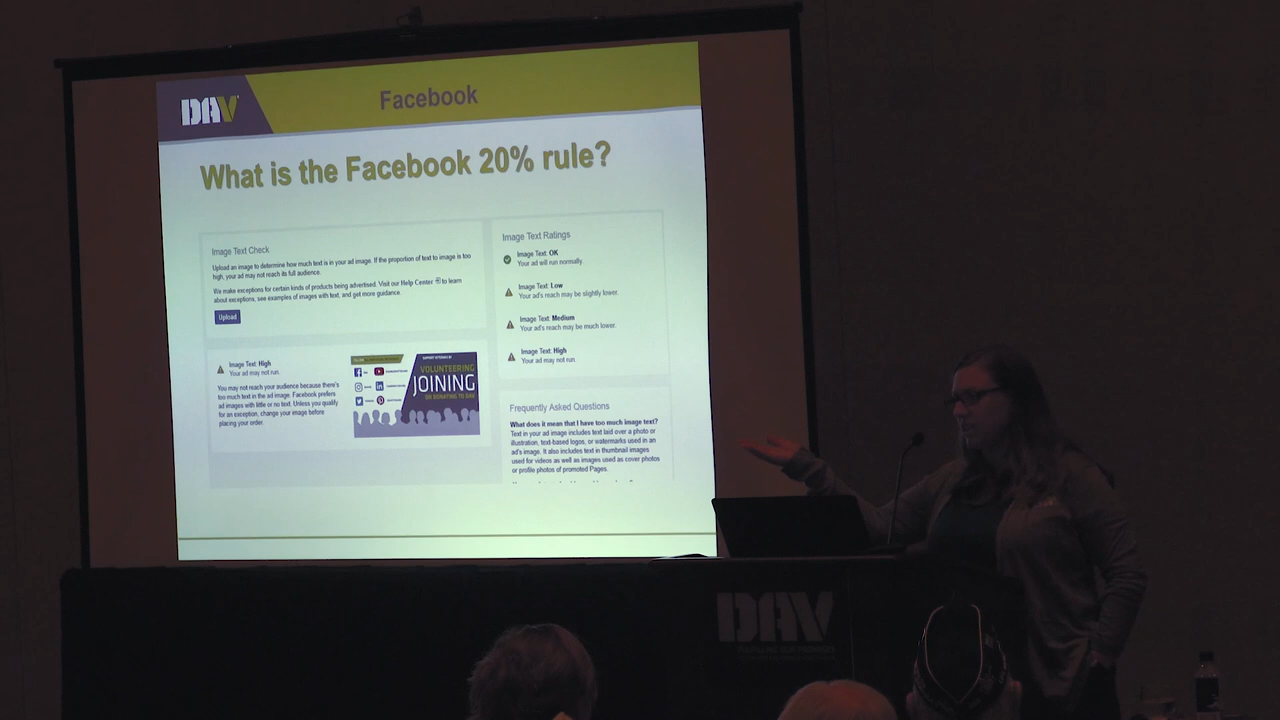 DAV
Facebook
What is the Facebook 20% rule?
Image Text Check
Upload an image to determine how much text is in your ad image. If the proportion of text to image is too
high, your ad may not reach its full audience.
We make exceptions for certain kinds of products being advertised. Visit our Help Center to learn
about exceptions, see examples of images with text, and get more guidance.
Upload
Image Text: High
Your ad may not run.
You may not reach your audience because there's
too much text in the ad image. Facebook prefers
ad images with little or no text. Unless you qualify
for an exception, change your image before
placing your order.
SUPPORT VETERANS BY
VOLUNTEERING
JOINING
OR DONATING TO DAV
Image Text Ratings
Image Text: OK
Your ad will run normally.
Image Text: Low
Your ad's reach may be slightly lower.
Image Text: Medium
Your ad's reach may be much lower.
Image Text: High
Your ad may not run.
Frequently Asked Questions
What does it mean that I have too much image text?
Text in your ad image includes text laid over a photo or
illustration, text-based logos, or watermarks used in an
ad's image. It also includes text in thumbnail images
used for videos as well as images used as cover photos
or profile photos of promoted Pages.
DAV
FULFILLING OUR PROMISES